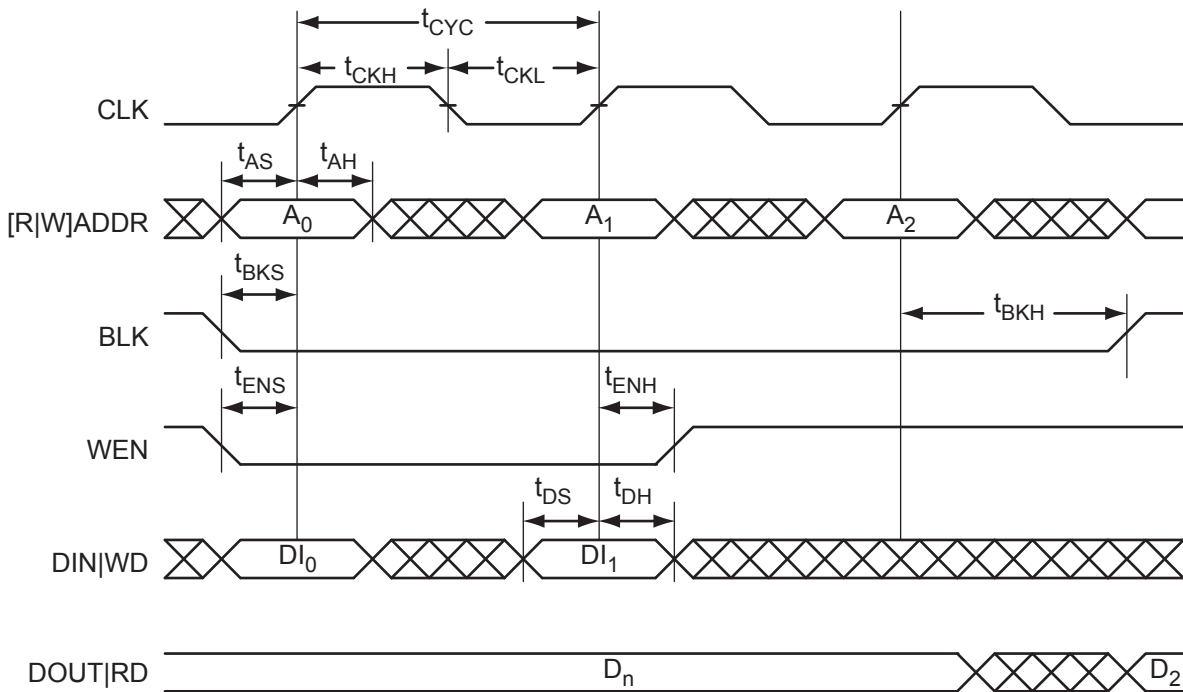 tCYC
tCKH tCKL
CLK
tAS tAH
[R|W]ADDR A0 A1 A2
tBKS tBKH
BLK
tENS tENH
WEN
tDS tDH
DIN|WD DI0 DI1
DOUT|RD Dn D2